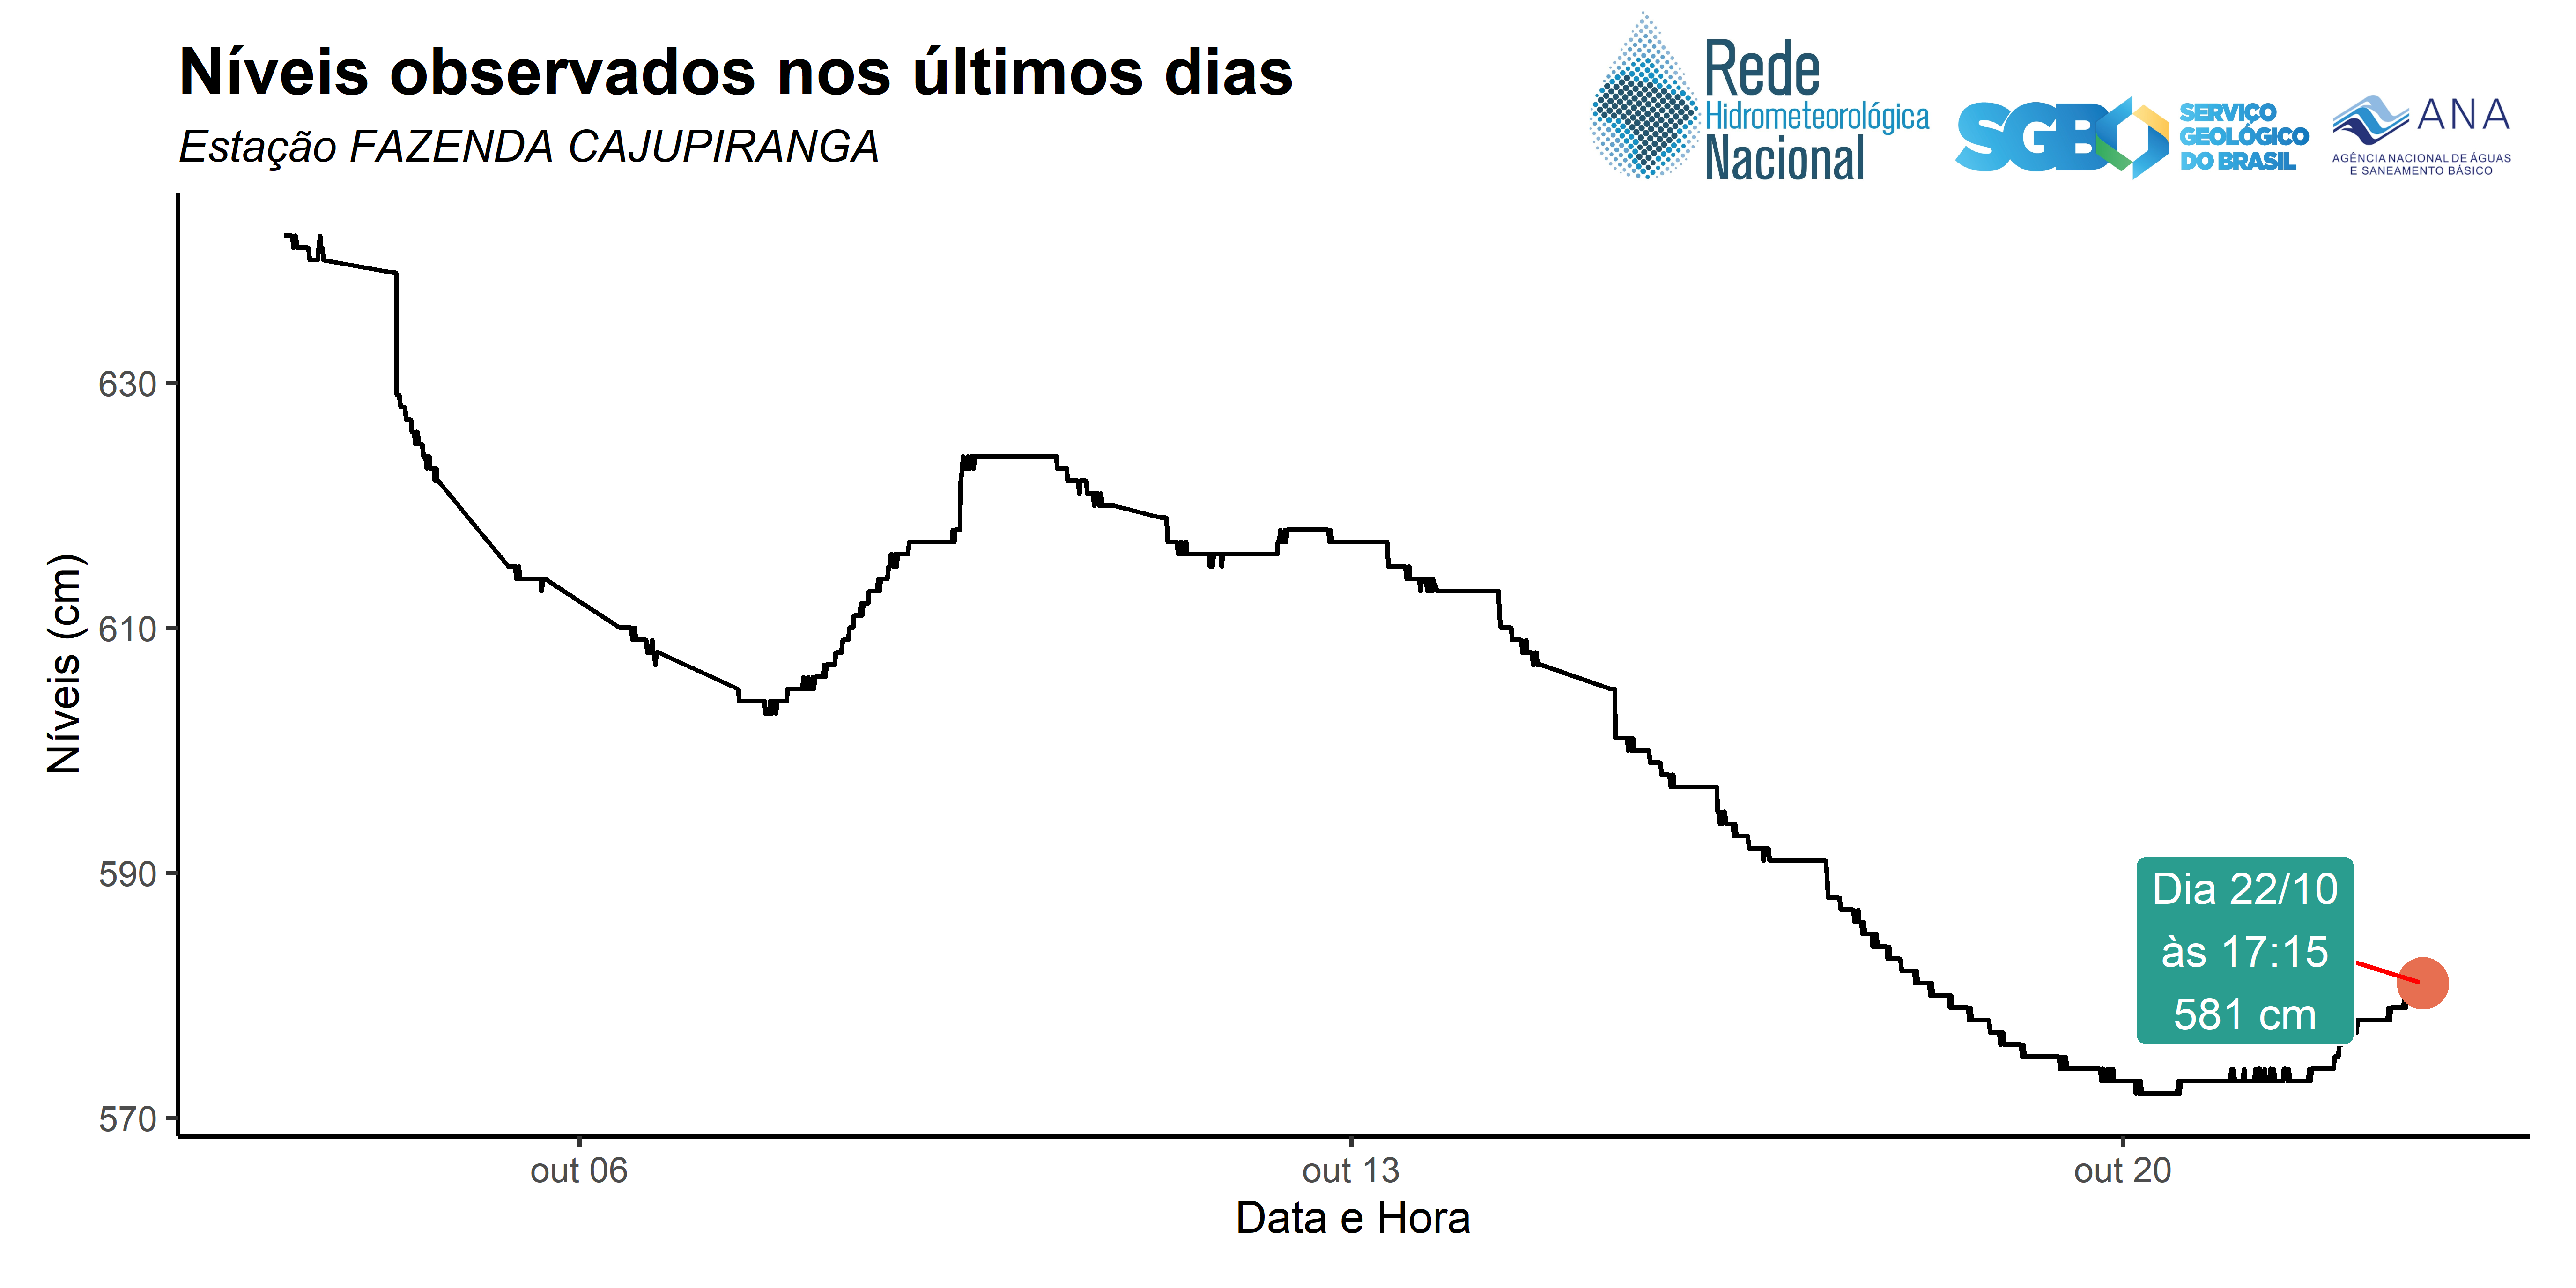 Níveis observados nos últimos dias
Estação FAZENDA CAJUPIRANGA
Rede
Hidrometeorológica
Nacional
SGB
SERVIÇO
GEOLÓGICO
DO BRASIL
ANA
AGÊNCIA NACIONAL DE ÁGUAS
E SANEAMENTO BÁSICO
Níveis (cm)
630
610
590
570
Dia 22/10
às 17:15
581 cm
out 06
out 13
out 20
Data e Hora